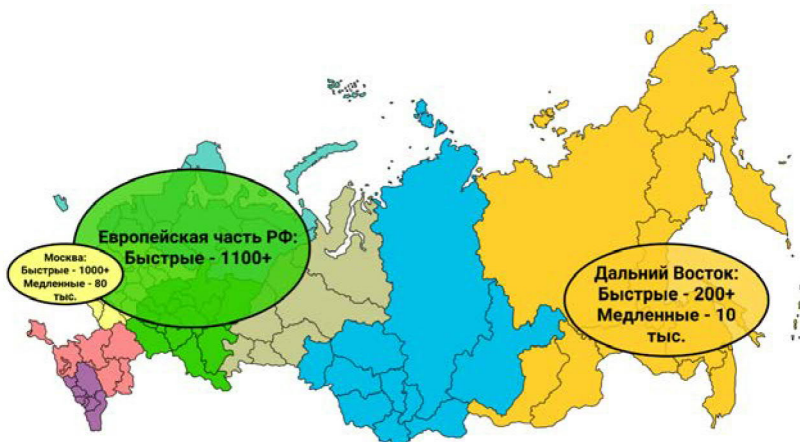 Европейская часть РФ:
Быстрые - 1100+
Москва:
Быстрые - 1000+
Медленные - 80
тыс.
Дальний Восток:
Быстрые - 200+
Медленные - 10
тыс.